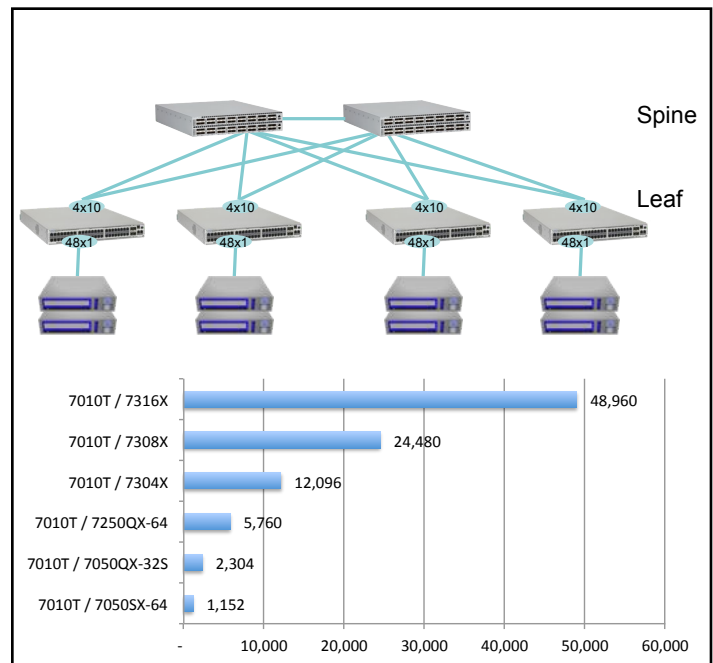 Spine
Leaf
4x10 4x10 4x10 4x10
48x1 48x1 48x1 48x1
7010T / 7316X 48,960
7010T / 7308X 24,480
7010T / 7304X 12,096
7010T / 7250QX-64 5,760
7010T / 7050QX-32S 2,304
7010T / 7050SX-64 1,152
- 10,000 20,000 30,000 40,000 50,000 60,000